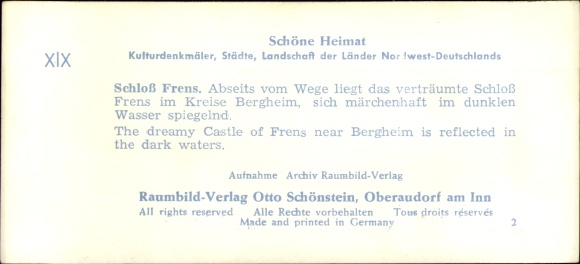 Schöne Heimat
XIX
Kulturdenkmäler, Städte, Landschaft der Länder Nordwest-Deutschlands
Schloß Frens. Abseits vom Wege liegt das verträumte Schloß
Frens im Kreise Bergheim, sich märchenhaft im dunklen
Wasser spiegelnd.
The dreamy Castle of Frens near Bergheim is reflected in
the dark waters.
Aufnahme Archiv Raumbild-Verlag
Raumbild-Verlag Otto Schönstein, Oberaudorf am Inn
All rights reserved Alle Rechte vorbehalten Tous droits réservés
Made and printed in Germany 2